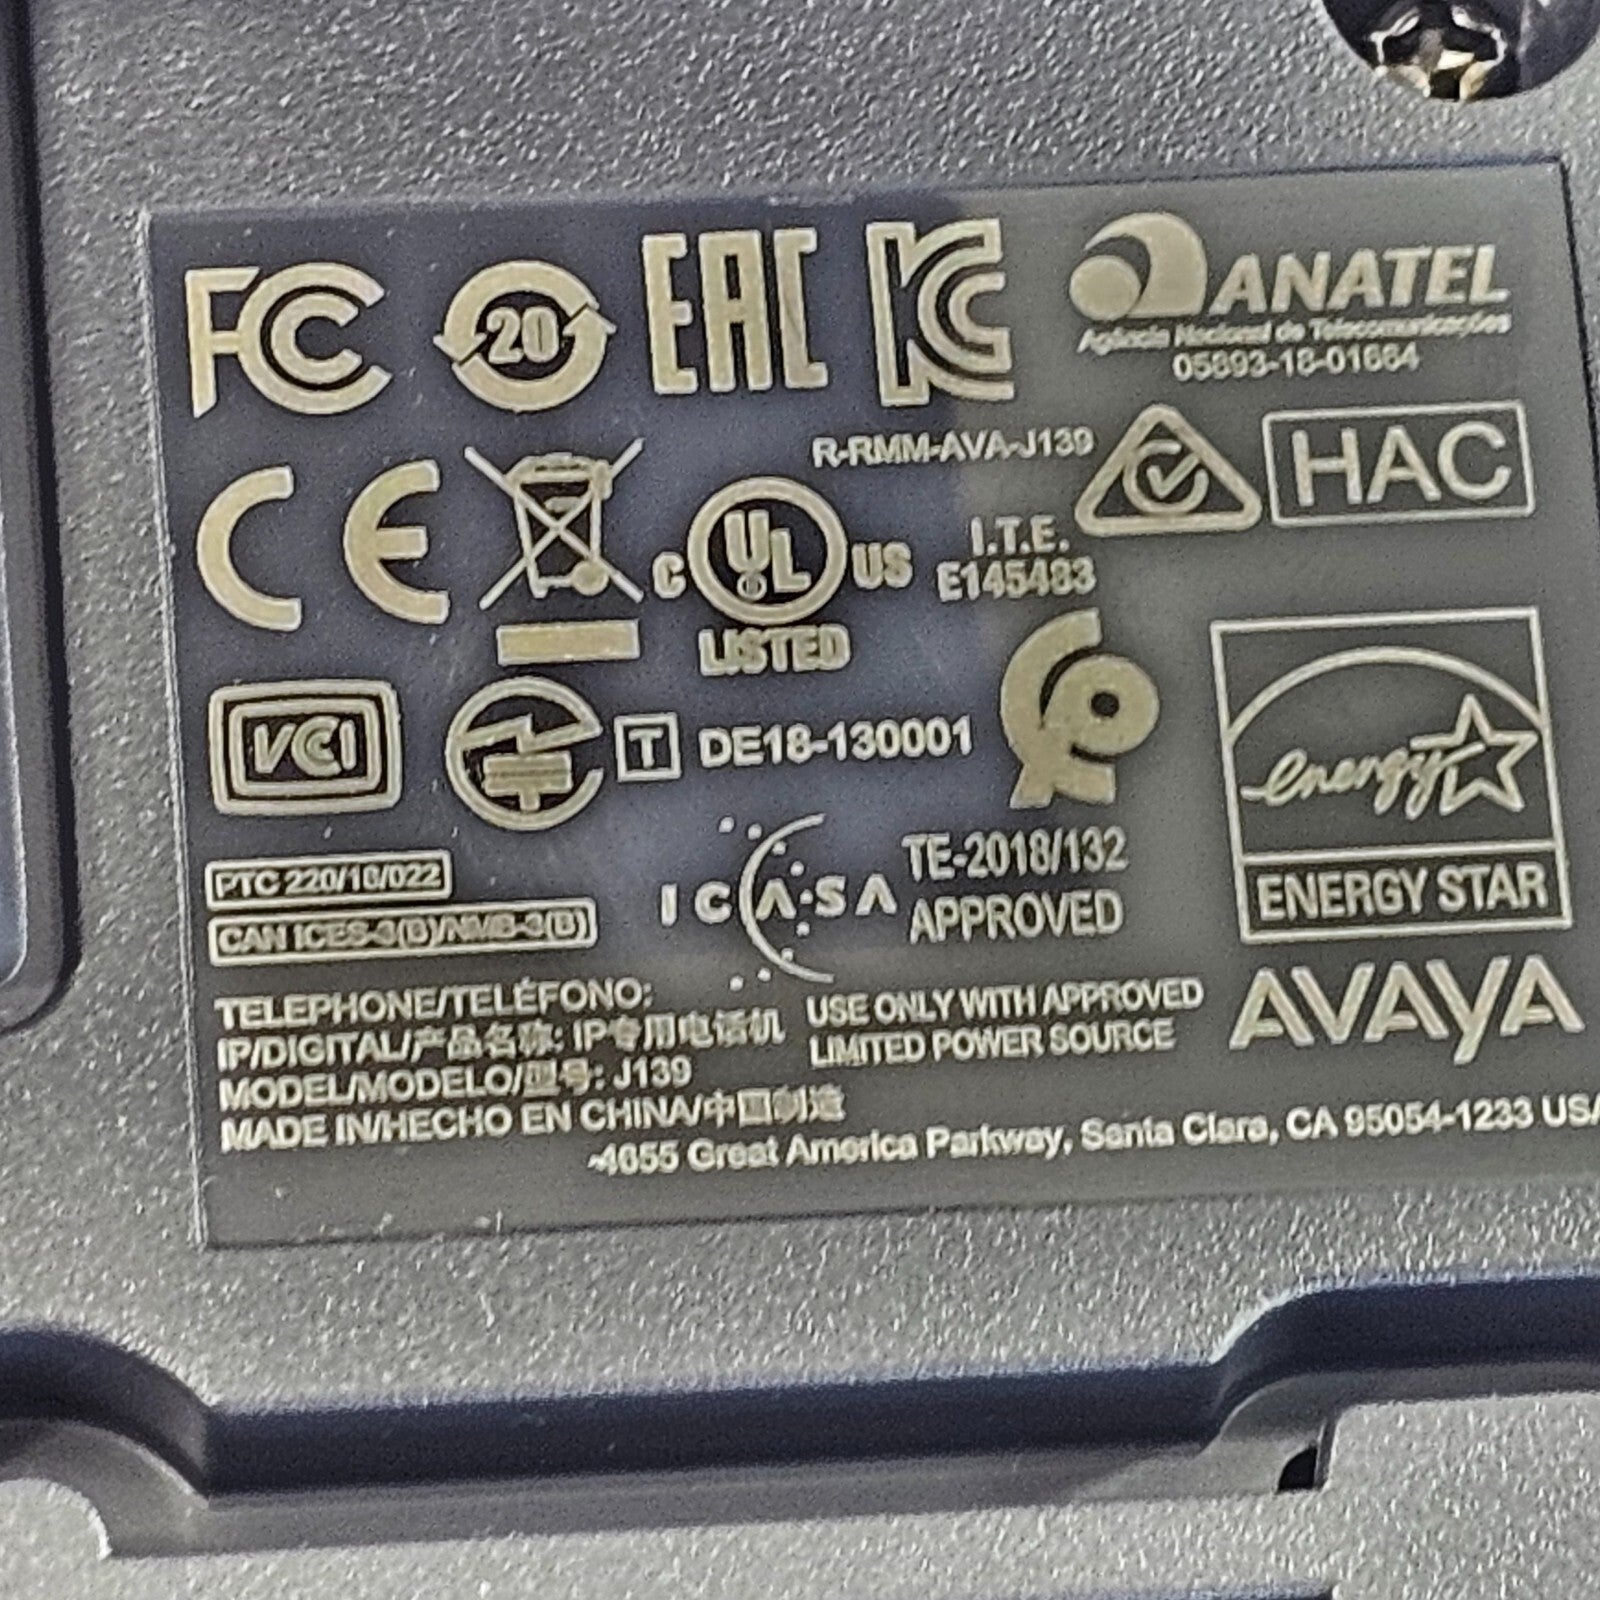 FC
20
EAC
KC
ANATEL
Agência Nacional de Telecomunicações
05893-18-01664
R-RMM-AVA-J139
HAC
CE
C UL US
LISTED
I.T.E.
E145483
VCI
T DE18-130001
PTC 220/18/022
CAN ICES-3(B)/NMB-3(B)
ICASA
TE-2018/132
APPROVED
energy
ENERGY STAR
TELEPHONE/TELÉFONO:
IP/DIGITAL/产品名称: IP专用电话机
MODEL/MODELO/型号: J139
MADE IN/HECHO EN CHINA/中国制造
USE ONLY WITH APPROVED
LIMITED POWER SOURCE
AVAYA
-4655 Great America Parkway, Santa Clara, CA 95054-1233 USA